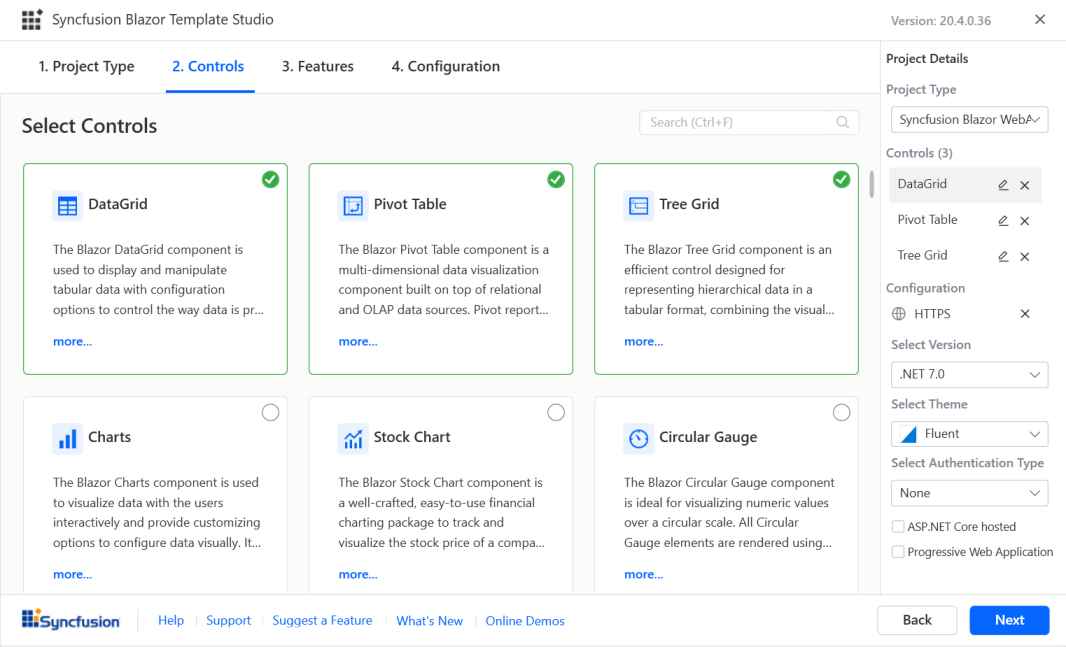 Syncfusion Blazor Template Studio
Version: 20.4.0.36
1. Project Type
2. Controls
3. Features
4. Configuration
Select Controls
Search (Ctrl+F)
DataGrid
The Blazor DataGrid component is
used to display and manipulate
tabular data with configuration
options to control the way data is pr...
more...
Pivot Table
The Blazor Pivot Table component is a
multi-dimensional data visualization
component built on top of relational
and OLAP data sources. Pivot report...
more...
Tree Grid
The Blazor Tree Grid component is an
efficient control designed for
representing hierarchical data in a
tabular format, combining the visual...
more...
Charts
The Blazor Charts component is used
to visualize data with the users
interactively and provide customizing
options to configure data visually. It...
more...
Stock Chart
The Blazor Stock Chart component is
a well-crafted, easy-to-use financial
charting package to track and
visualize the stock price of a compa...
more...
Circular Gauge
The Blazor Circular Gauge component
is ideal for visualizing numeric values
over a circular scale. All Circular
Gauge elements are rendered using...
more...
Project Details
Project Type
Syncfusion Blazor WebA
Controls (3)
DataGrid
Pivot Table
Tree Grid
Configuration
HTTPS
Select Version
.NET 7.0
Select Theme
Fluent
Select Authentication Type
None
ASP.NET Core hosted
Progressive Web Application
Syncfusion
Help
Support
Suggest a Feature
What's New
Online Demos
Back
Next